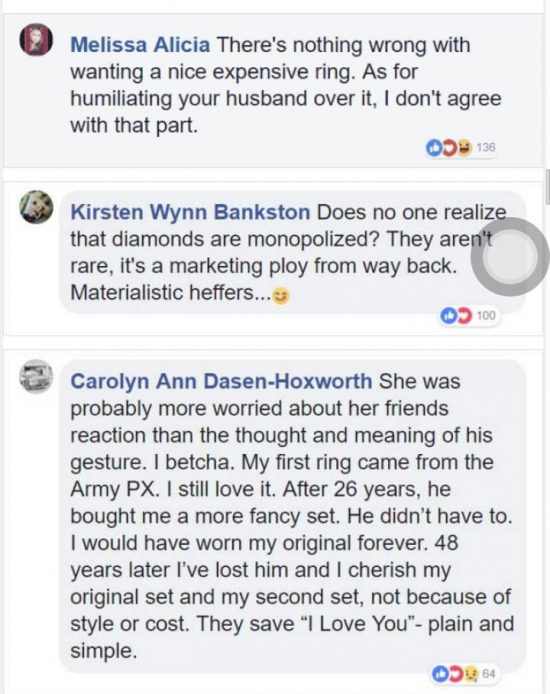 Melissa Alicia There's nothing wrong with
wanting a nice expensive ring. As for
humiliating your husband over it, I don't agree
with that part.
136
Kirsten Wynn Bankston Does no one realize
that diamonds are monopolized? They aren't
rare, it's a marketing ploy from way back.
Materialistic heffers...
100
Carolyn Ann Dasen-Hoxworth She was
probably more worried about her friends
reaction than the thought and meaning of his
gesture. I betcha. My first ring came from the
Army PX. I still love it. After 26 years, he
bought me a more fancy set. He didn’t have to.
I would have worn my original forever. 48
years later I’ve lost him and I cherish my
original set and my second set, not because of
style or cost. They save “I Love You”- plain and
simple.
64